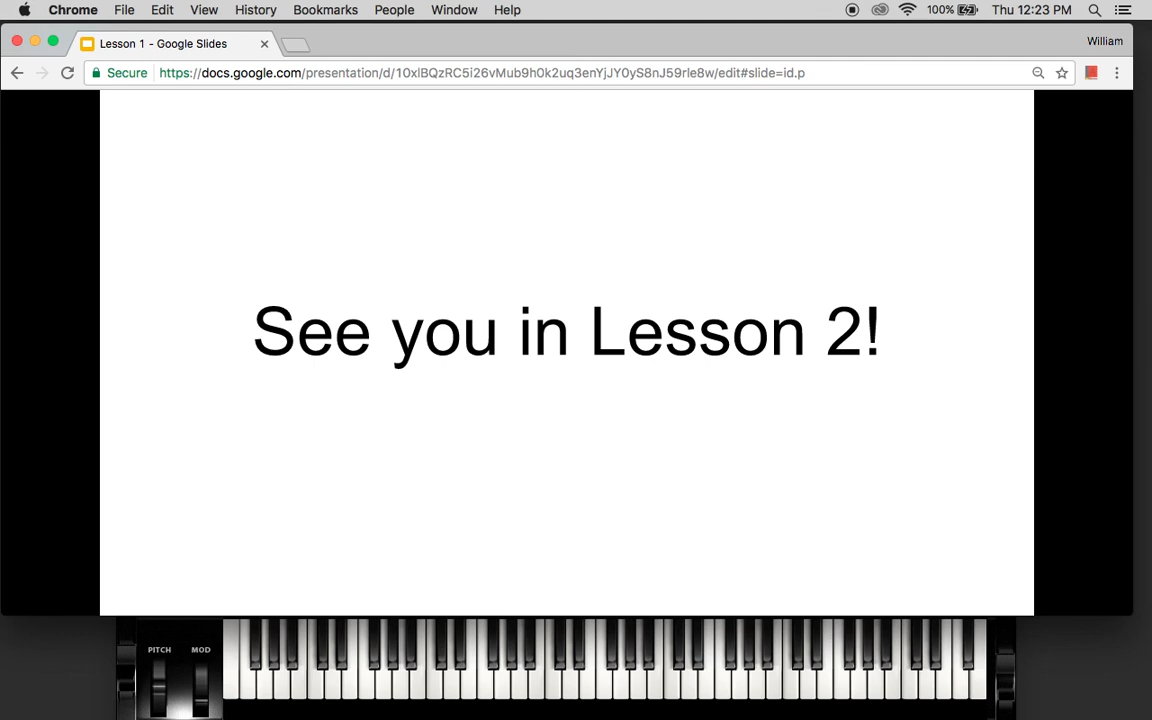 Chrome File Edit View History Bookmarks People Window Help 100% Thu 12:23 PM
Lesson 1 - Google Slides William
Secure https://docs.google.com/presentation/d/10xlBQzRC5i26vMub9h0k2uq3enYjJY0yS8nJ59rle8w/edit#slide=id.p
See you in Lesson 2!
PITCH MOD